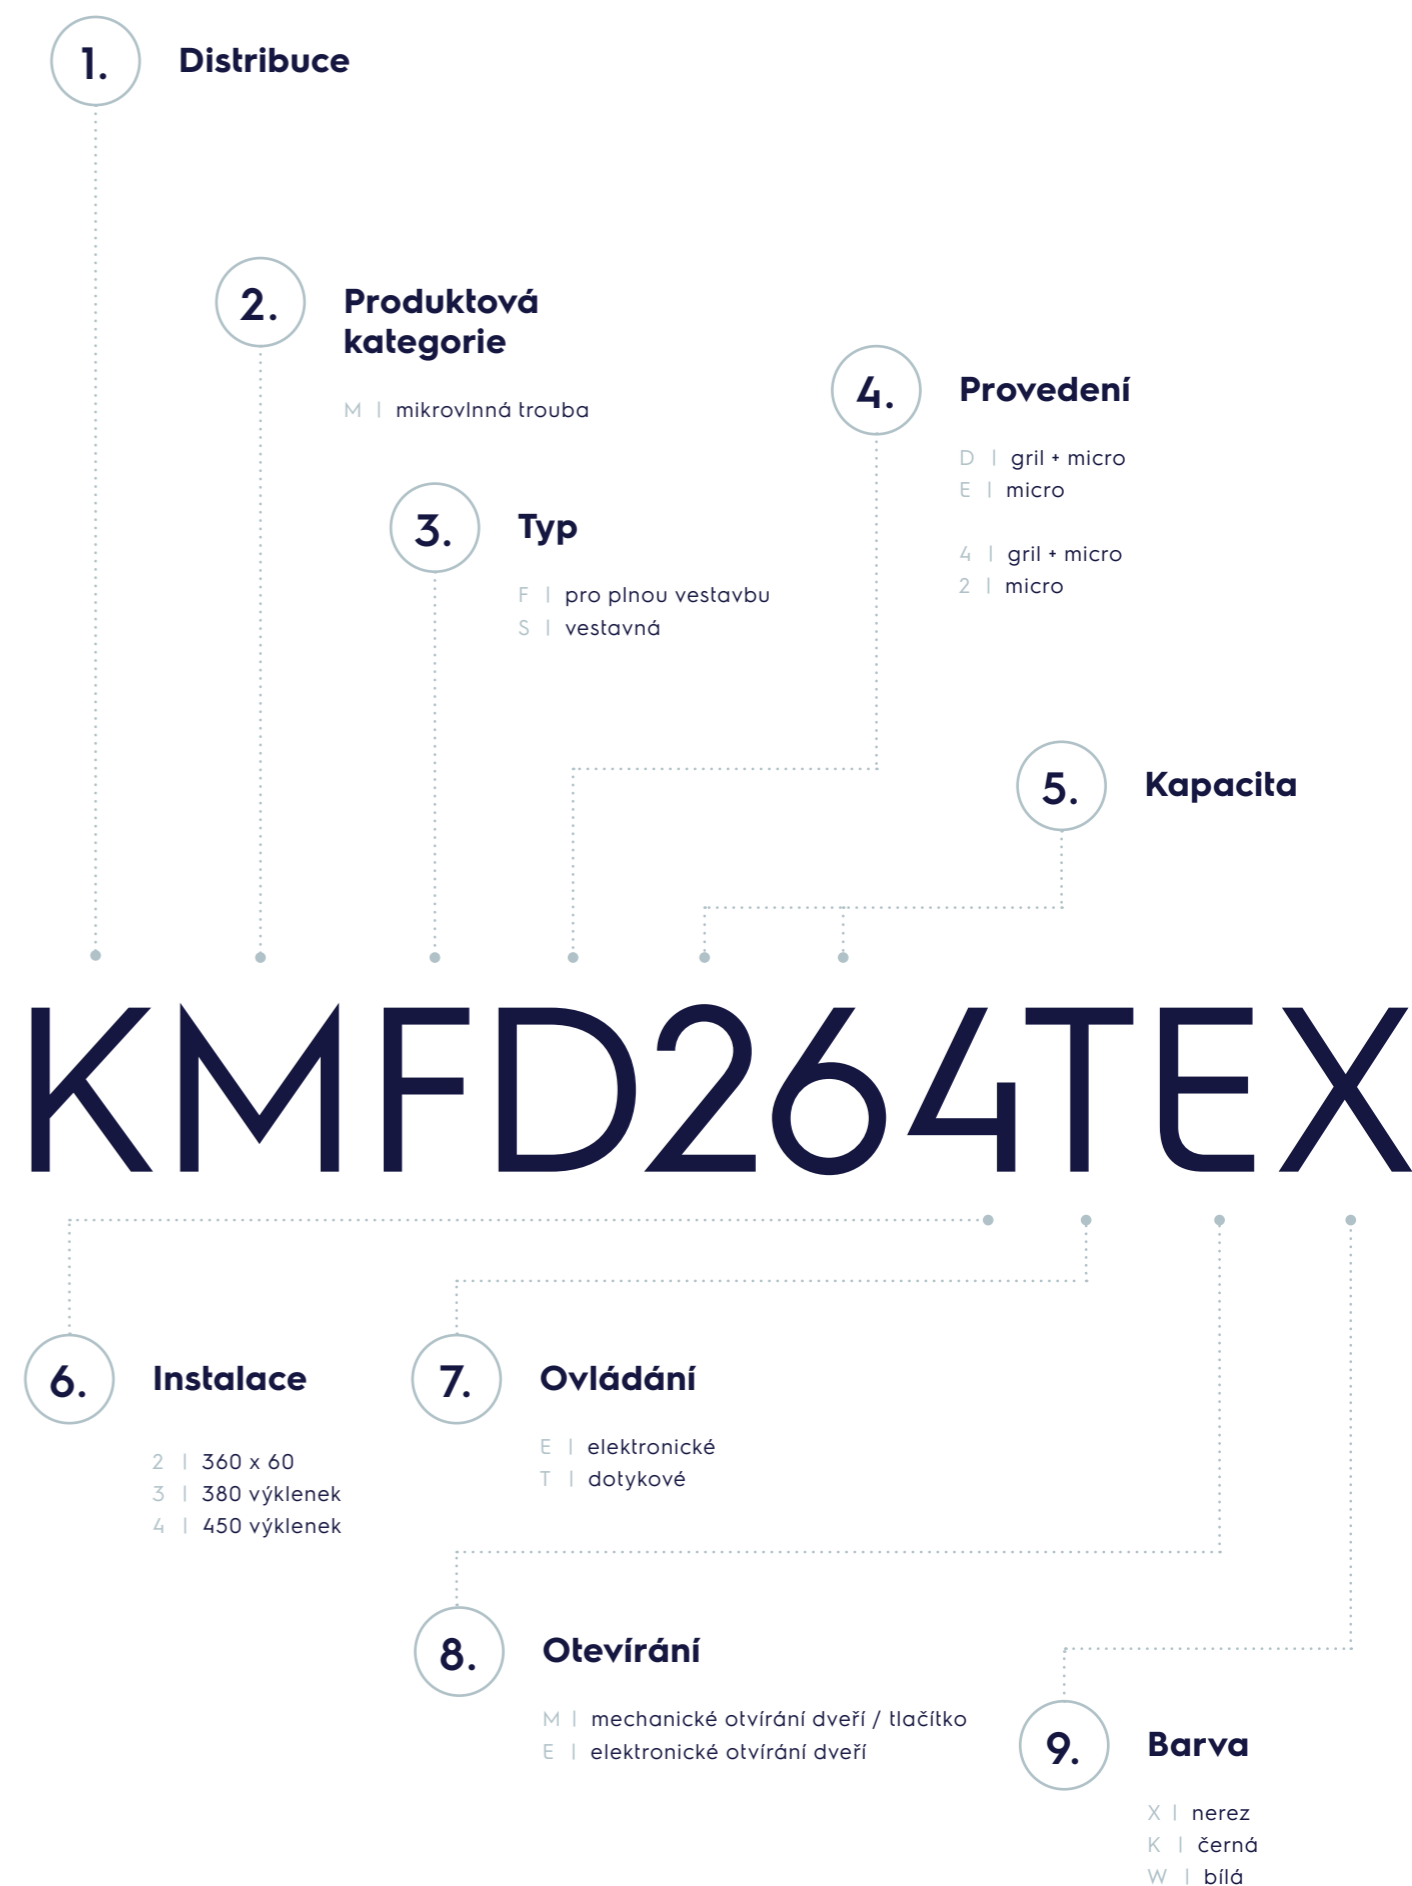 1. Distribuce
2. Produktová
kategorie
M | mikrovlnná trouba
3. Typ
F | pro plnou vestavbu
S | vestavná
4. Provedení
D | gril + micro
E | micro
4 | gril + micro
2 | micro
5. Kapacita
KMFD264TEX
6. Instalace
2 | 360 x 60
3 | 380 výklenek
4 | 450 výklenek
7. Ovládání
E | elektronické
T | dotykové
8. Otevírání
M | mechanické otvírání dveří / tlačítko
E | elektronické otvírání dveří
9. Barva
X | nerez
K | černá
W | bílá